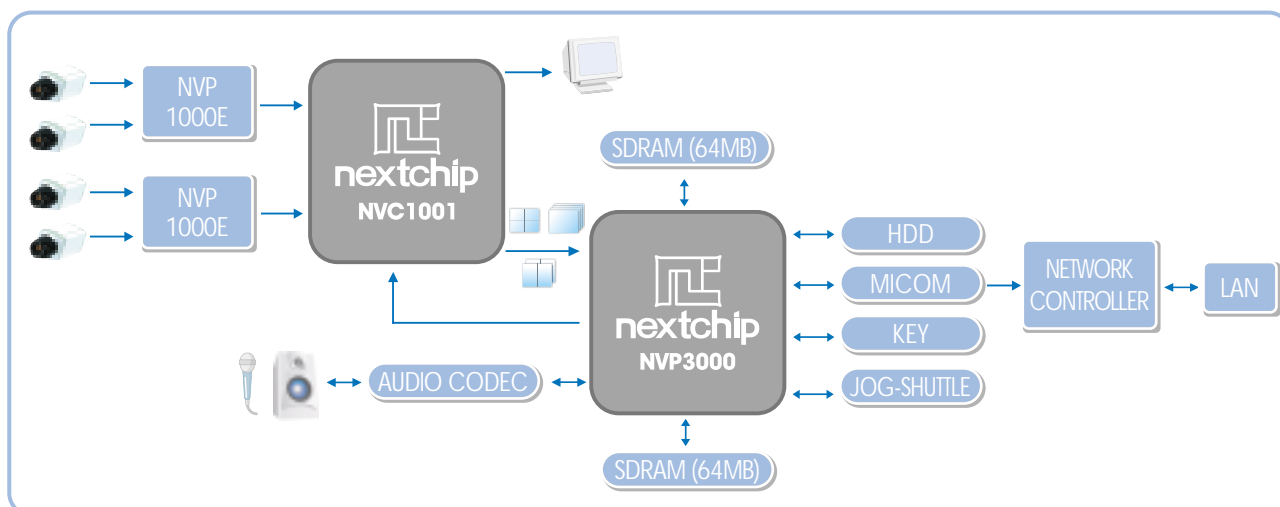 NVP
1000E
NVP
1000E
nextchip
NVC1001
SDRAM (64MB)
nextchip
NVP3000
HDD
MICOM
KEY
JOG-SHUTTLE
NETWORK
CONTROLLER
LAN
AUDIO CODEC
SDRAM (64MB)